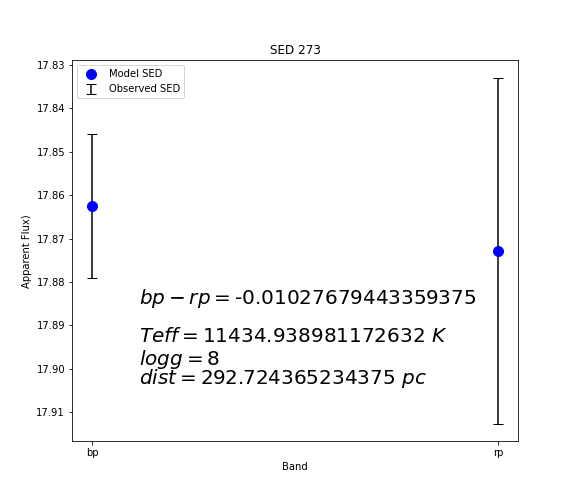 SED 273
17.83
17.84
17.85
17.86
17.87
17.88
17.89
17.90
17.91
Apparent Flux)
Model SED
Observed SED
bp − rp = -0.01027679443359375
Teff = 11434.938981172632 K
logg = 8
dist = 292.724365234375 pc
bp rp
Band